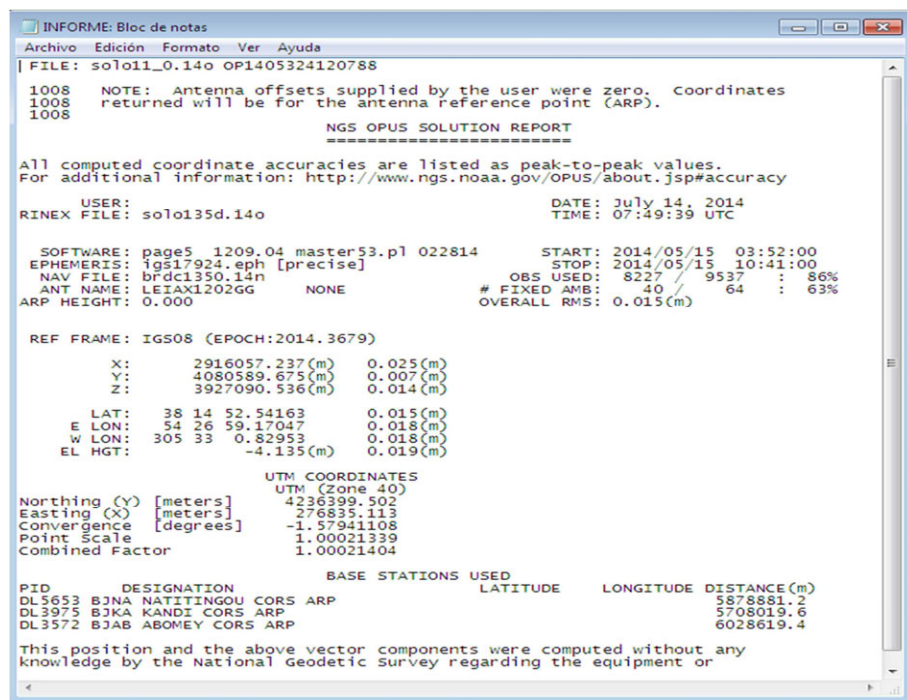 INFORME: Bloc de notas
Archivo Edición Formato Ver Ayuda
FILE: solo11_0.14o OP1405324120788
1008 NOTE: Antenna offsets supplied by the user were zero. Coordinates
1008 returned will be for the antenna reference point (ARP).
1008
NGS OPUS SOLUTION REPORT
========================
All computed coordinate accuracies are listed as peak-to-peak values.
For additional information: http://www.ngs.noaa.gov/OPUS/about.jsp#accuracy
USER: DATE: July 14, 2014
RINEX FILE: solo135d.14o TIME: 07:49:39 UTC
SOFTWARE: page5 1209.04 master53.pl 022814 START: 2014/05/15 03:52:00
EPHEMERIS: igs17924.eph [precise] STOP: 2014/05/15 10:41:00
NAV FILE: brdc1350.14n OBS USED: 8227 / 9537 : 86%
ANT NAME: LEIAX1202GG NONE # FIXED AMB: 40 / 64 : 63%
ARP HEIGHT: 0.000 OVERALL RMS: 0.015(m)
REF FRAME: IGS08 (EPOCH:2014.3679)
X: 2916057.237(m) 0.025(m)
Y: 4080589.675(m) 0.007(m)
Z: 3927090.536(m) 0.014(m)
LAT: 38 14 52.54163 0.015(m)
E LON: 54 26 59.17047 0.018(m)
W LON: 305 33 0.82953 0.018(m)
EL HGT: -4.135(m) 0.019(m)
UTM COORDINATES
UTM (Zone 40)
Northing (Y) [meters] 4236399.502
Easting (X) [meters] 276835.113
Convergence [degrees] -1.57941108
Point Scale 1.00021339
Combined Factor 1.00021404
BASE STATIONS USED
PID DESIGNATION LATITUDE LONGITUDE DISTANCE(m)
DL5653 BJNA NATITINGOU CORS ARP 5878881.2
DL3975 BJKA KANDI CORS ARP 5708019.6
DL3572 BJAB ABOMEY CORS ARP 6028619.4
This position and the above vector components were computed without any
knowledge by the National Geodetic Survey regarding the equipment or